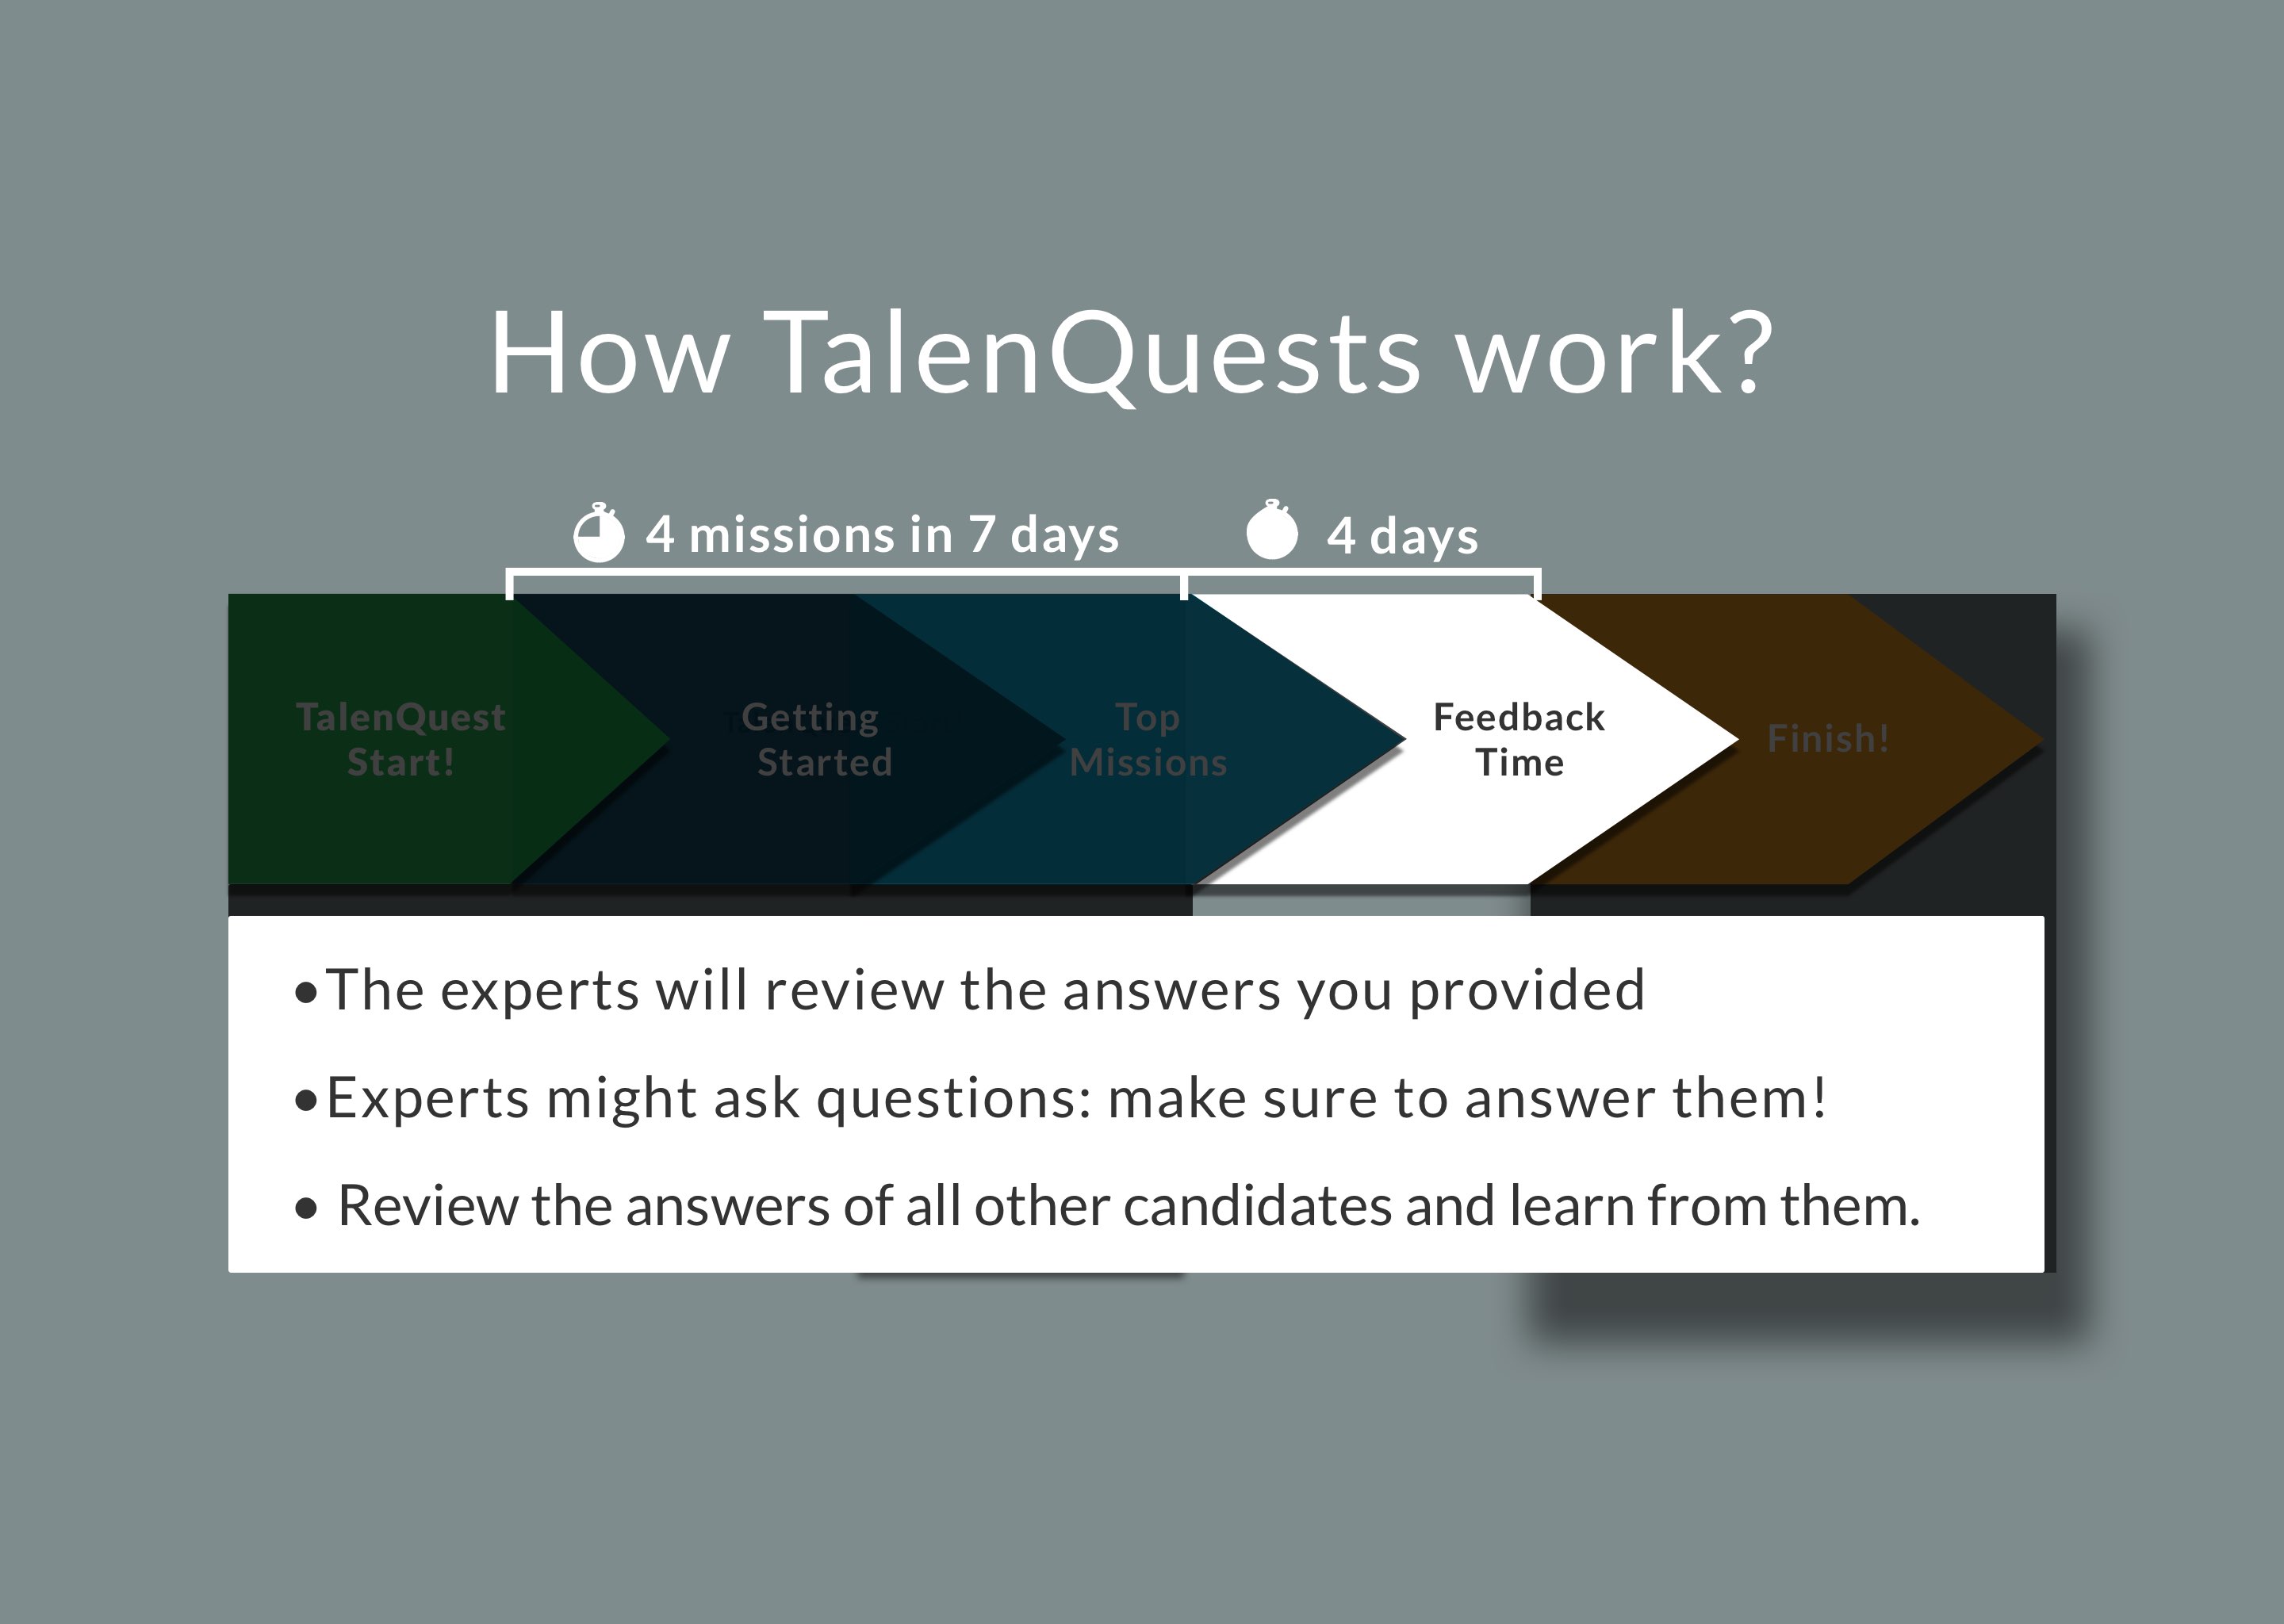 How TalenQuests work?
4 missions in 7 days
4 days
TalenQuest
Start!
Getting
Started
Top
Missions
Feedback
Time
Finish!
•The experts will review the answers you provided
•Experts might ask questions: make sure to answer them!
• Review the answers of all other candidates and learn from them.